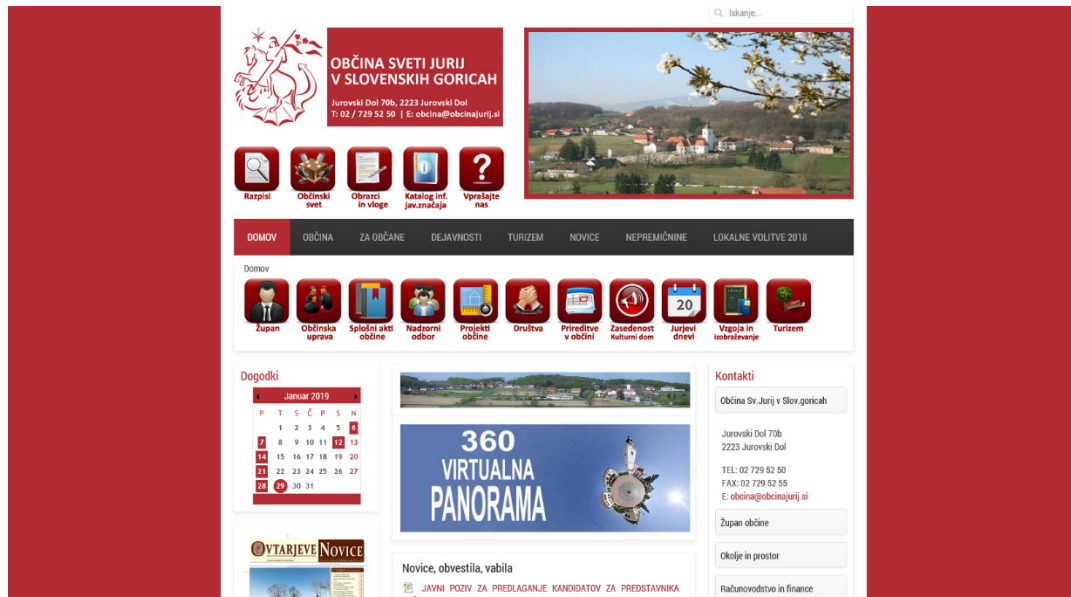 Iskanje...
OBČINA SVETI JURIJ
V SLOVENSKIH GORICAH
Jurovski Dol 70b, 2223 Jurovski Dol
T: 02 / 729 52 50 | E: obcina@obcinajurij.si
Razpisi
Občinski
svet
Obrazci
in vloge
Katalog inf.
jav.značaja
Vprašajte
nas
DOMOV OBČINA ZA OBČANE DEJAVNOSTI TURIZEM NOVICE NEPREMIČNINE LOKALNE VOLITVE 2018
Domov
Župan
Občinska
uprava
Splošni akti
občine
Nadzorni
odbor
Projekti
občine
Društva
Prireditve
v občini
Zasedenost
Kulturni dom
20
Jurjevi
dnevi
Vzgoja in
izobraževanje
Turizem
Dogodki
Januar 2019
P T S Č P S N
1 2 3 4 5 6
7 8 9 10 11 12 13
14 15 16 17 18 19 20
21 22 23 24 25 26 27
28 29 30 31
OVTARJEVE NOVICE
360
VIRTUALNA
PANORAMA
Novice, obvestila, vabila
JAVNI POZIV ZA PREDLAGANJE KANDIDATOV ZA PREDSTAVNIKA
Kontakti
Občina Sv.Jurij v Slov.goricah
Jurovski Dol 70b
2223 Jurovski Dol
TEL: 02 729 52 50
FAX: 02 729 52 55
E: obcina@obcinajurij.si
Župan občine
Okolje in prostor
Računovodstvo in finance